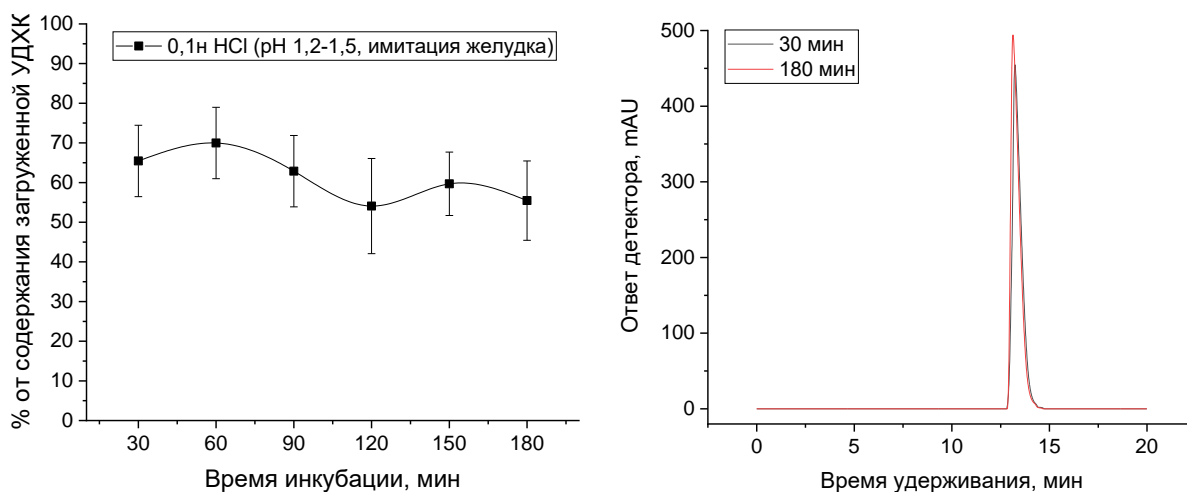 % от содержания загруженной УДХК
100
90
80
70
60
50
40
30
20
10
0
0,1н HCl (pH 1,2-1,5, имитация желудка)
30 60 90 120 150 180
Время инкубации, мин
Ответ детектора, mAU
500
400
300
200
100
0
30 мин
180 мин
0 5 10 15 20
Время удерживания, мин